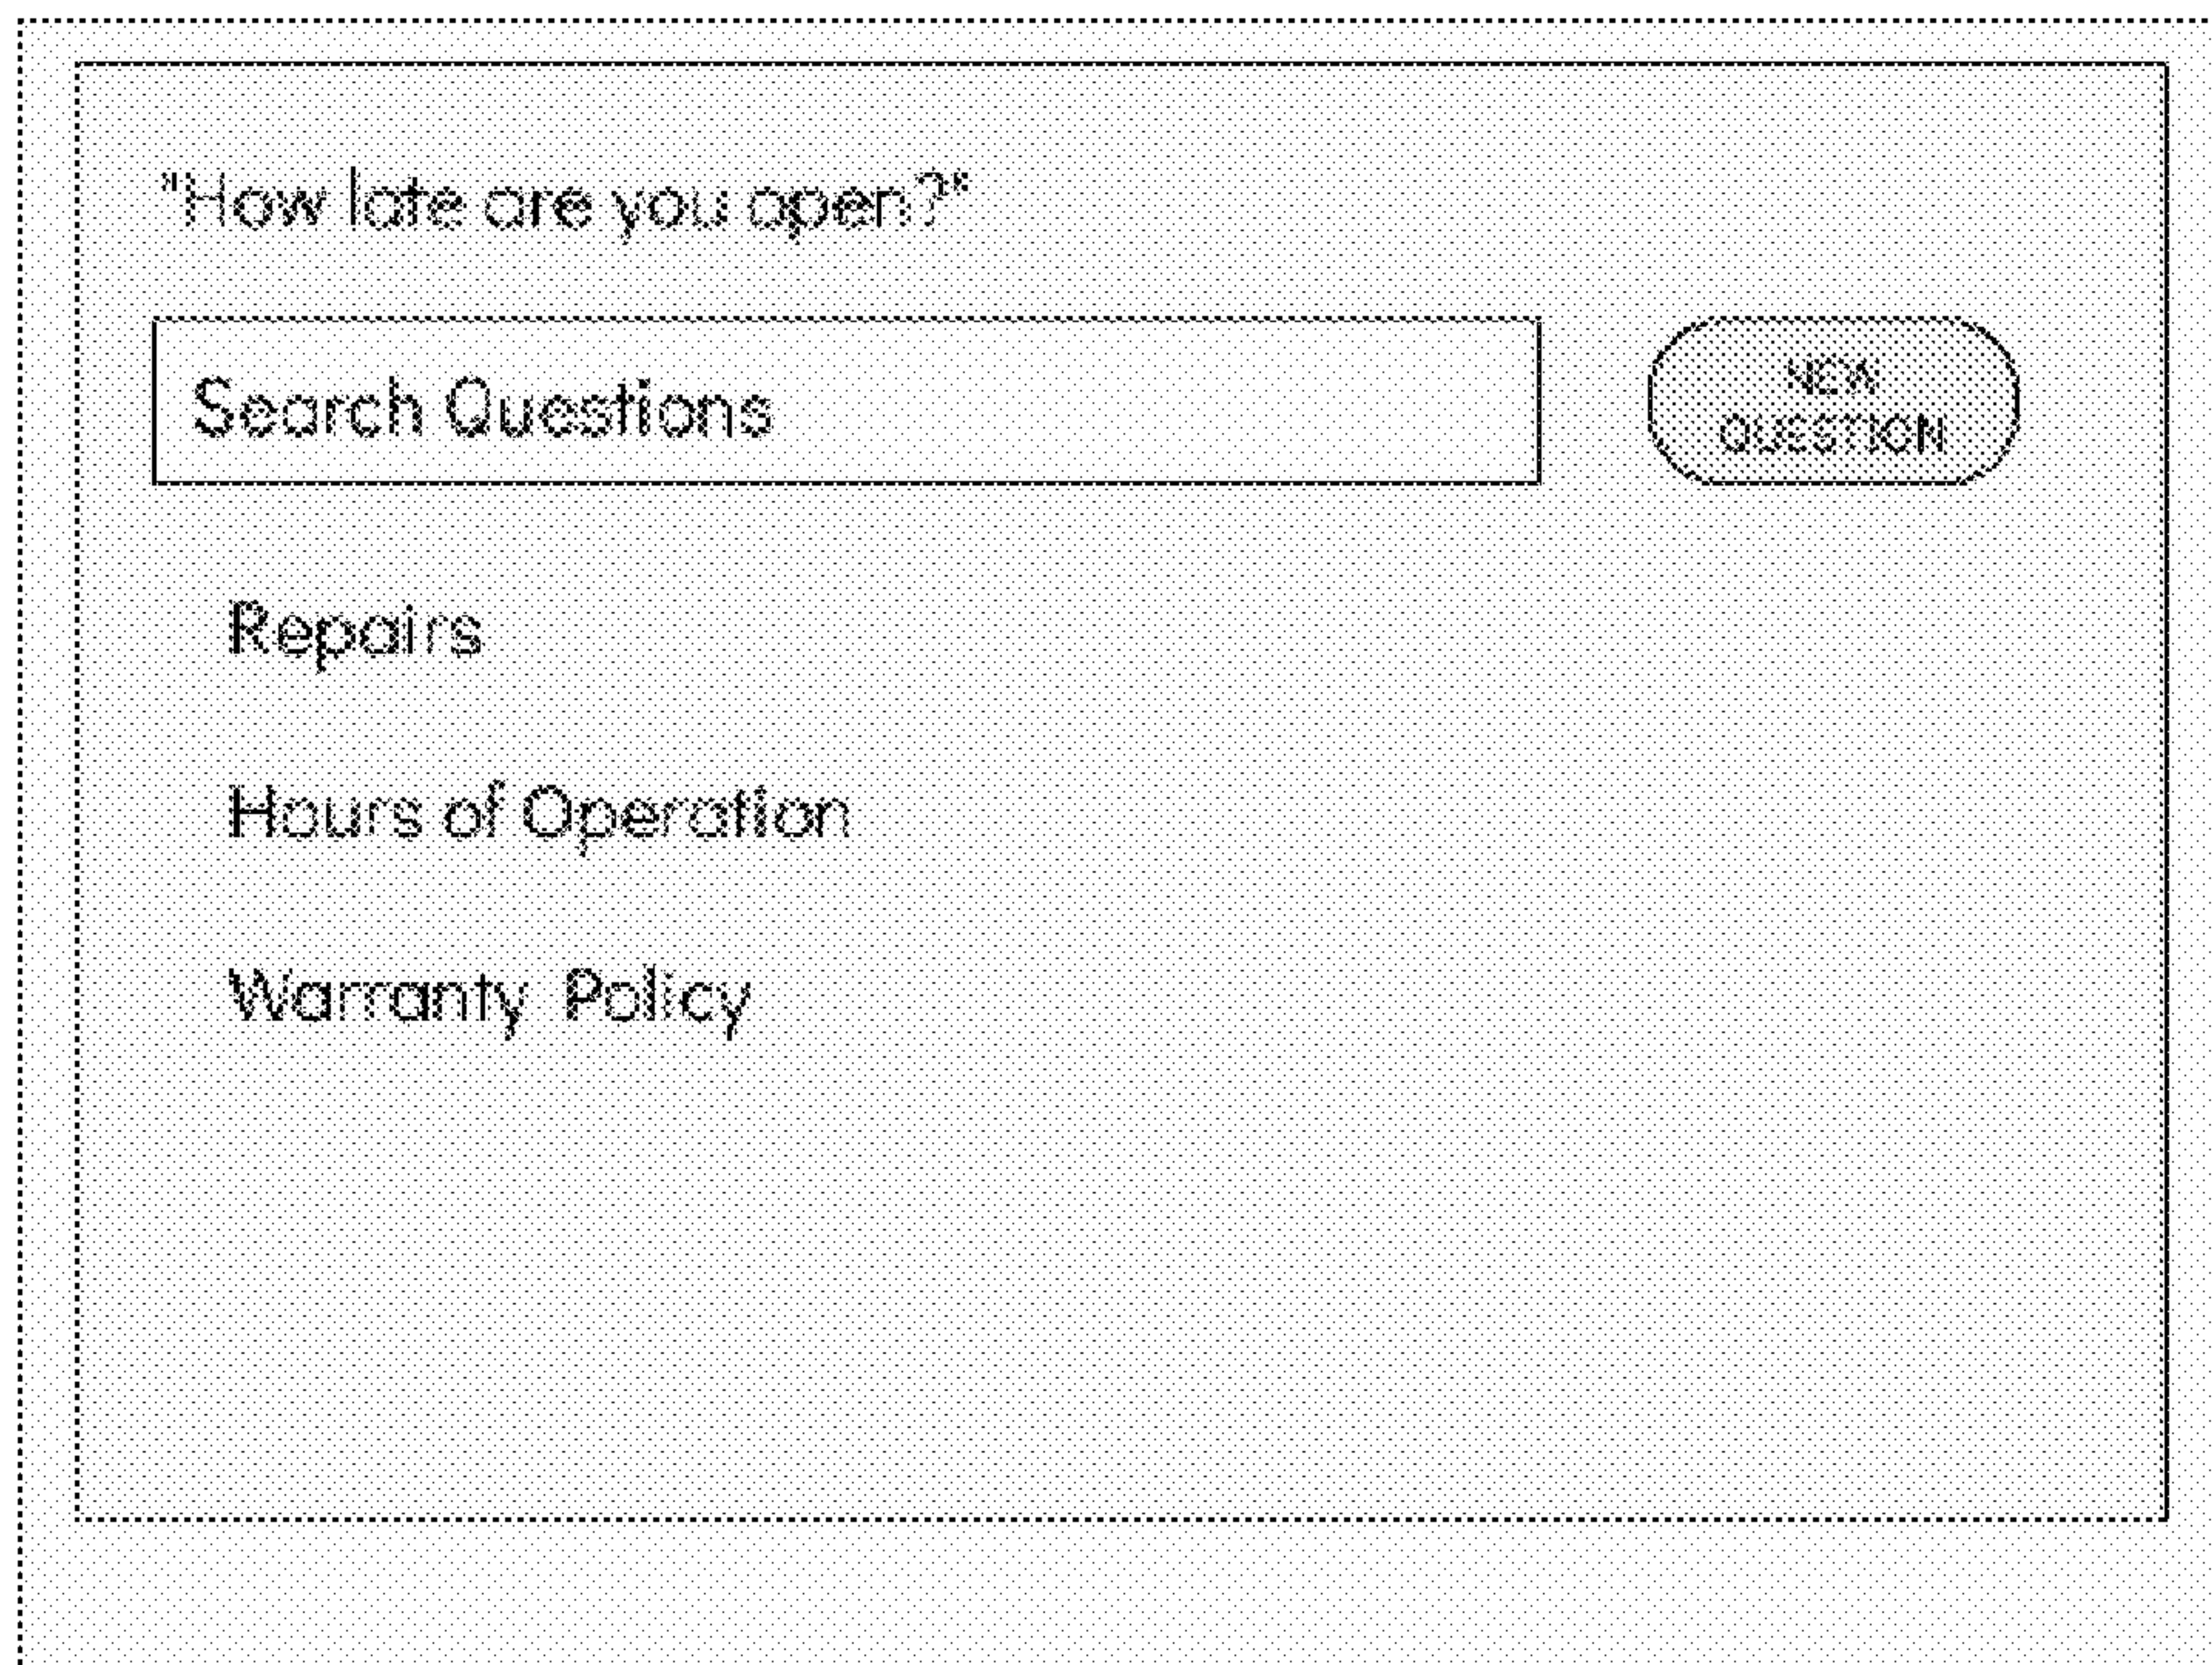 "How late are you open?"
Search Questions
NEW
QUESTION
Repairs
Hours of Operation
Warranty Policy